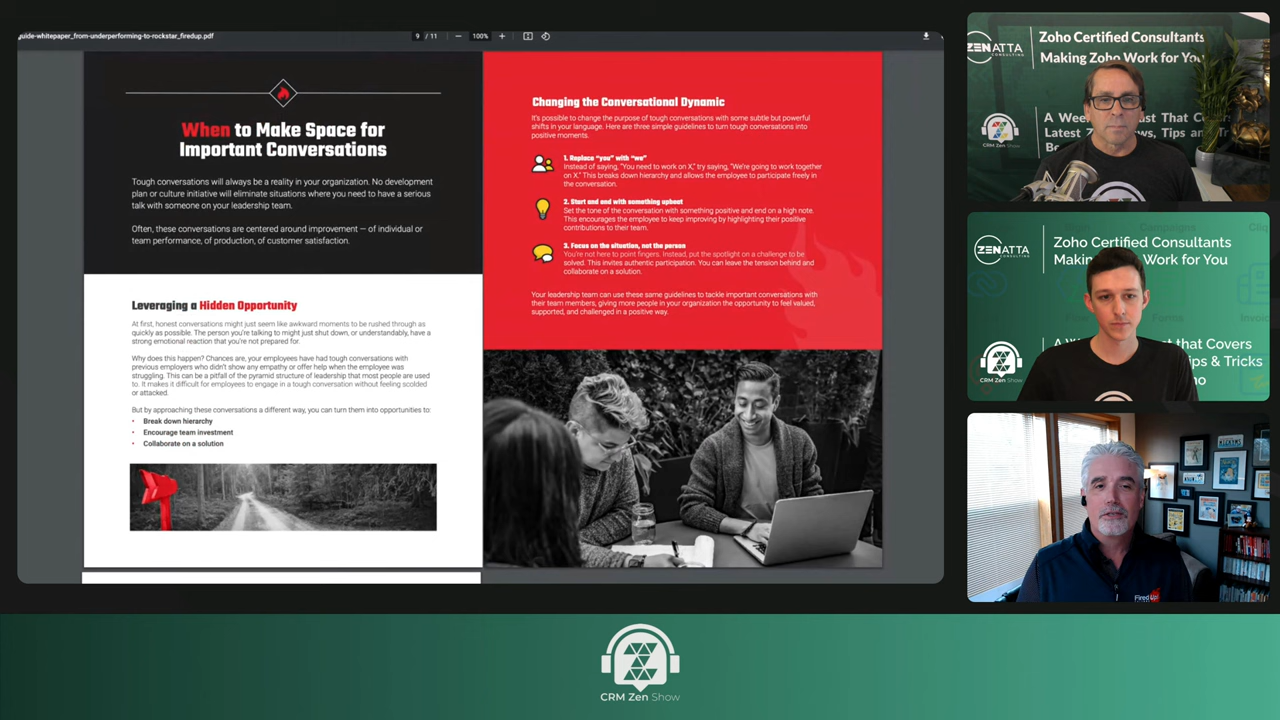 guide-whitepaper_from-underperforming-to-rockstar_firedup.pdf
9 / 11
100%
When to Make Space for
Important Conversations
Tough conversations will always be a reality in your organization. No development
plan or culture initiative will eliminate situations where you need to have a serious
talk with someone on your leadership team.
Often, these conversations are centered around improvement — of individual or
team performance, of production, of customer satisfaction.
Leveraging a Hidden Opportunity
At first, honest conversations might just seem like awkward moments to be rushed through as
quickly as possible. The person you're talking to might just shut down, or understandably, have a
strong emotional reaction that you're not prepared for.
Why does this happen? Chances are, your employees have had tough conversations with
previous employers who didn't show any empathy or offer help when the employee was
struggling. This can be a pitfall of the pyramid structure of leadership that most people are used
to. It makes it difficult for employees to engage in a tough conversation without feeling scolded
or attacked.
But by approaching these conversations a different way, you can turn them into opportunities to:
• Break down hierarchy
• Encourage team investment
• Collaborate on a solution
Changing the Conversational Dynamic
It's possible to change the purpose of tough conversations with some subtle but powerful
shifts in your language. Here are three simple guidelines to turn tough conversations into
positive moments.
1. Replace "you" with "we"
Instead of saying, "You need to work on X," try saying, "We're going to work together
on X." This breaks down hierarchy and allows the employee to participate freely in
the conversation.
2. Start and end with something upbeat
Set the tone of the conversation with something positive and end on a high note.
This encourages the employee to keep improving by highlighting their positive
contributions to their team.
3. Focus on the situation, not the person
You're not here to point fingers. Instead, put the spotlight on a challenge to be
solved. This invites authentic participation. You can leave the tension behind and
collaborate on a solution.
Your leadership team can use these same guidelines to tackle important conversations with
their team members, giving more people in your organization the opportunity to feel valued,
supported, and challenged in a positive way.
ZENATTA
CONSULTING
Zoho Certified Consultants
Making Zoho Work for You
CRM Zen Show
ZENATTA
CONSULTING
Zoho Certified Consultants
Making Zoho Work for You
Forms
CRM Zen Show
that Covers
Tips & Tricks
Fired Up!
CRM Zen Show